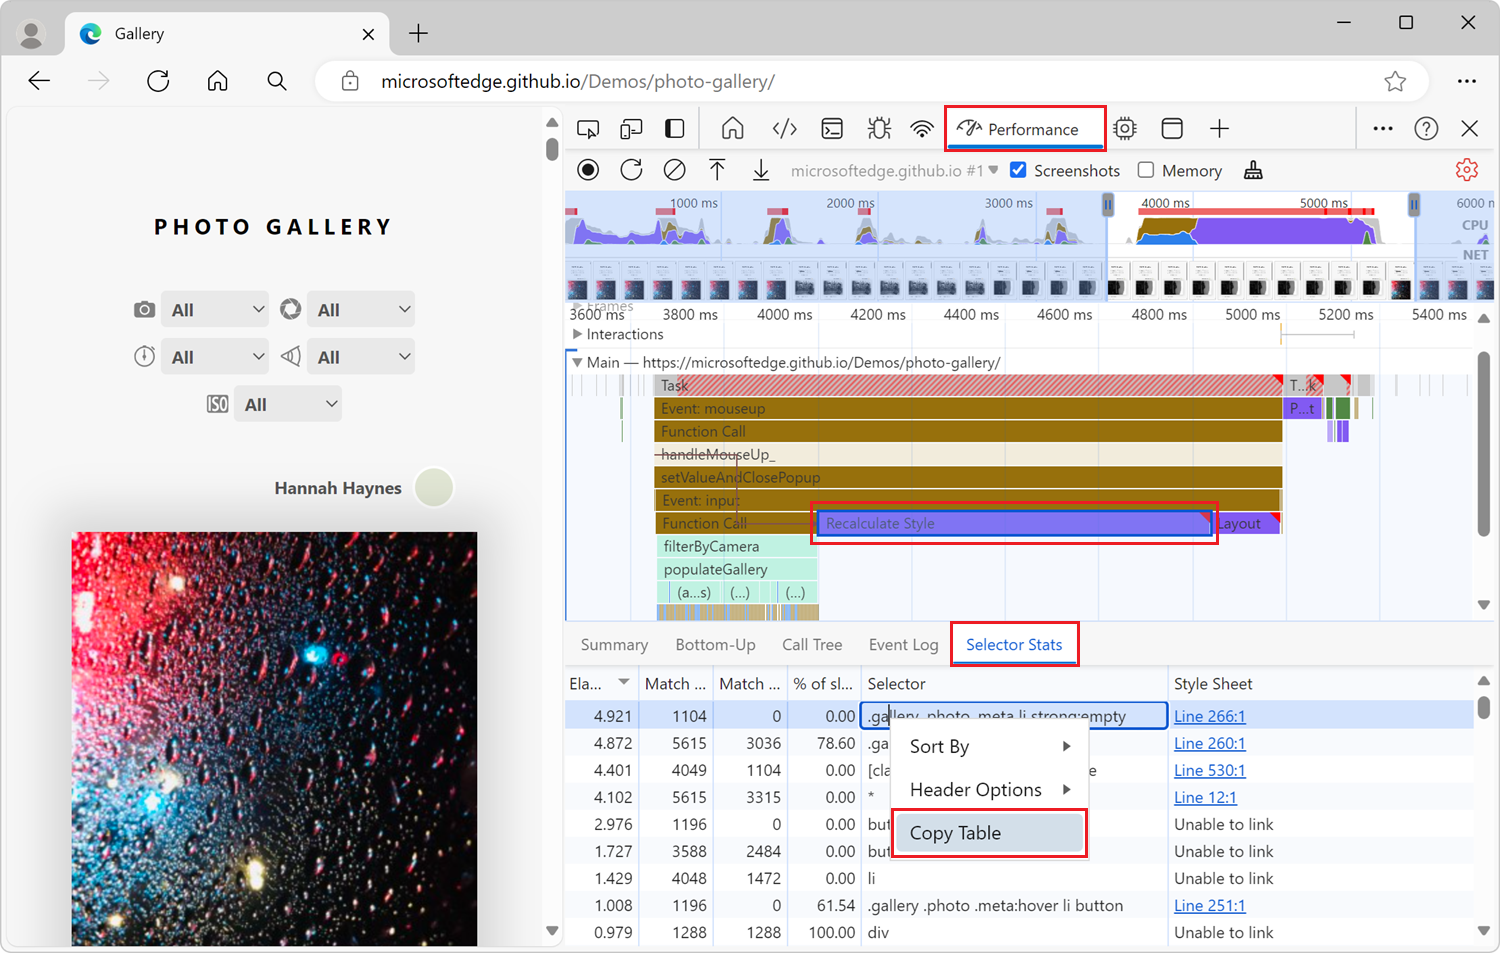 Gallery
microsoftedge.github.io/Demos/photo-gallery/
PHOTO GALLERY
All All
All All
ISO All
Hannah Haynes
Performance
microsoftedge.github.io #1 Screenshots Memory
1000 ms 2000 ms 3000 ms 4000 ms 5000 ms 6000 n
CPU
NET
Frames
3600 ms 3800 ms 4000 ms 4200 ms 4400 ms 4600 ms 4800 ms 5000 ms 5200 ms 5400 ms
Interactions
Main — https://microsoftedge.github.io/Demos/photo-gallery/
Task T...k
Event: mouseup P...t
Function Call
handleMouseUp_
setValueAndClosePopup
Event: input
Function Call Recalculate Style Layout
filterByCamera
populateGallery
(a...s) (...) (...)
Summary Bottom-Up Call Tree Event Log Selector Stats
Ela... Match ... Match ... % of sl... Selector Style Sheet
4.921 1104 0 0.00 .gallery .photo .meta li strong:empty Line 266:1
4.872 5615 3036 78.60 .ga Line 260:1
4.401 4049 1104 0.00 [cla e Line 530:1
4.102 5615 3315 0.00 * Line 12:1
2.976 1196 0 0.00 but Unable to link
1.727 3588 2484 0.00 but Unable to link
1.429 4048 1472 0.00 li Unable to link
1.008 1196 0 61.54 .gallery .photo .meta:hover li button Line 251:1
0.979 1288 1288 100.00 div Unable to link
Sort By
Header Options
Copy Table